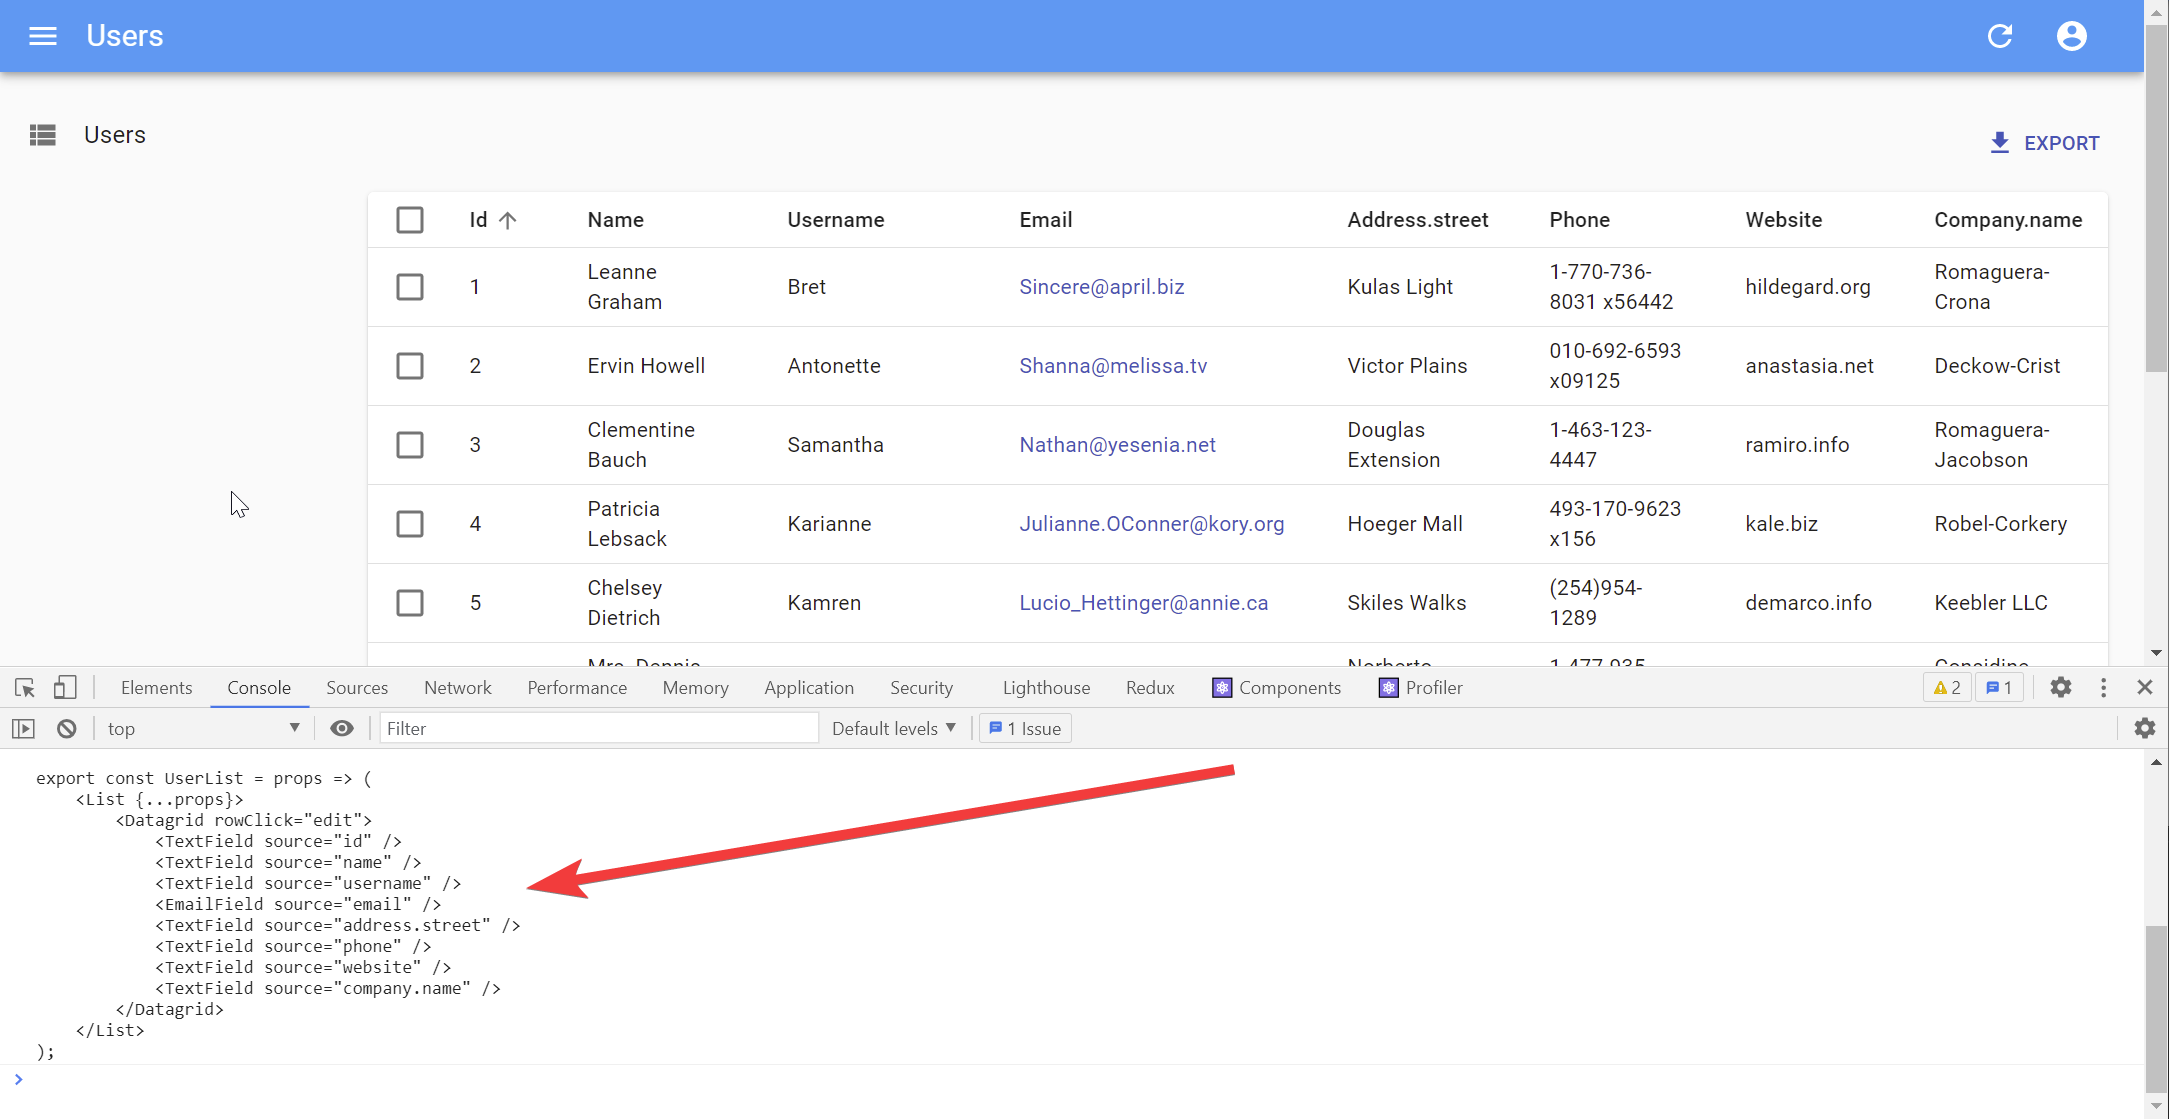 Users
Users
EXPORT
Id Name Username Email Address.street Phone Website Company.name
1 Leanne Graham Bret Sincere@april.biz Kulas Light 1-770-736-8031 x56442 hildegard.org Romaguera-Crona
2 Ervin Howell Antonette Shanna@melissa.tv Victor Plains 010-692-6593 x09125 anastasia.net Deckow-Crist
3 Clementine Bauch Samantha Nathan@yesenia.net Douglas Extension 1-463-123-4447 ramiro.info Romaguera-Jacobson
4 Patricia Lebsack Karianne Julianne.OConner@kory.org Hoeger Mall 493-170-9623 x156 kale.biz Robel-Corkery
5 Chelsey Dietrich Kamren Lucio_Hettinger@annie.ca Skiles Walks (254)954-1289 demarco.info Keebler LLC
Mrs. Dennis Norberto 1-477-935- Considine
Elements Console Sources Network Performance Memory Application Security Lighthouse Redux Components Profiler 2 1
top Filter Default levels 1 Issue
export const UserList = props => (
    <List {...props}>
        <Datagrid rowClick="edit">
            <TextField source="id" />
            <TextField source="name" />
            <TextField source="username" />
            <EmailField source="email" />
            <TextField source="address.street" />
            <TextField source="phone" />
            <TextField source="website" />
            <TextField source="company.name" />
        </Datagrid>
    </List>
);
>